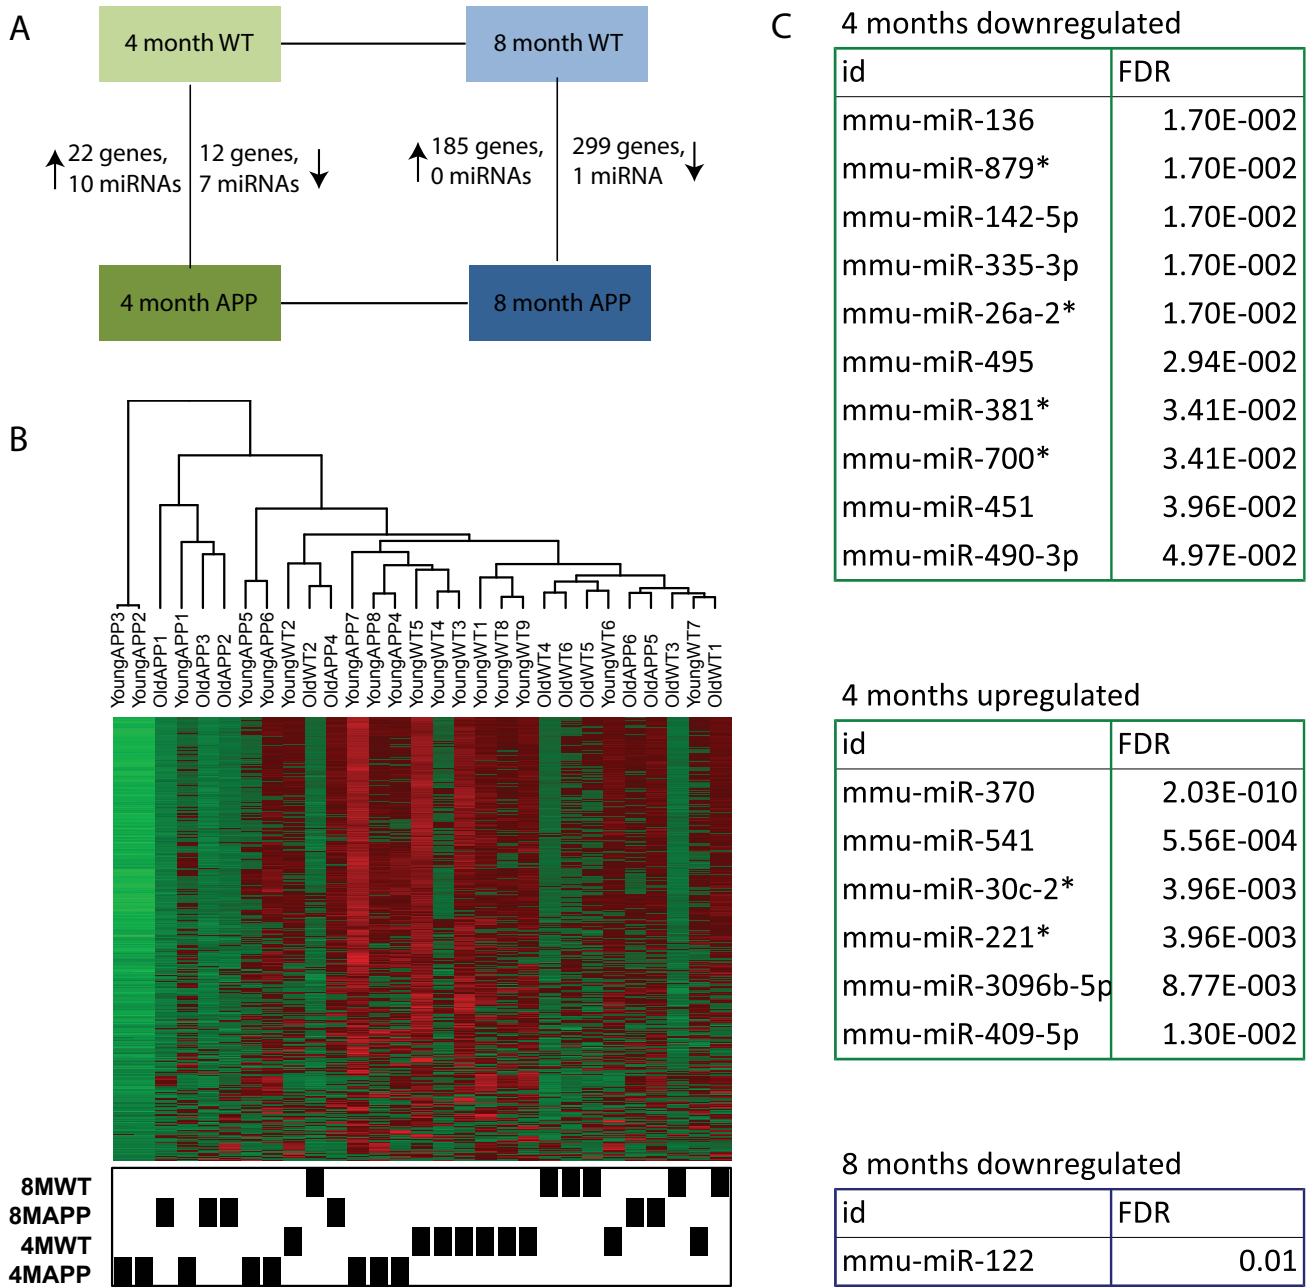 A
4 month WT
8 month WT
22 genes,
10 miRNAs
12 genes,
7 miRNAs
185 genes,
0 miRNAs
299 genes,
1 miRNA
4 month APP
8 month APP
B
YoungAPP3
YoungAPP2
OldAPP1
YoungAPP1
OldAPP3
OldAPP2
YoungAPP5
YoungAPP6
YoungWT2
OldWT2
OldAPP4
YoungAPP7
YoungAPP8
YoungAPP4
YoungWT5
YoungWT4
YoungWT3
YoungWT1
YoungWT8
YoungWT9
OldWT4
OldWT6
OldWT5
YoungWT6
OldAPP6
OldAPP5
OldWT3
YoungWT7
OldWT1
8MWT
8MAPP
4MWT
4MAPP
C
4 months downregulated
id FDR
mmu-miR-136 1.70E-002
mmu-miR-879* 1.70E-002
mmu-miR-142-5p 1.70E-002
mmu-miR-335-3p 1.70E-002
mmu-miR-26a-2* 1.70E-002
mmu-miR-495 2.94E-002
mmu-miR-381* 3.41E-002
mmu-miR-700* 3.41E-002
mmu-miR-451 3.96E-002
mmu-miR-490-3p 4.97E-002
4 months upregulated
id FDR
mmu-miR-370 2.03E-010
mmu-miR-541 5.56E-004
mmu-miR-30c-2* 3.96E-003
mmu-miR-221* 3.96E-003
mmu-miR-3096b-5p 8.77E-003
mmu-miR-409-5p 1.30E-002
8 months downregulated
id FDR
mmu-miR-122 0.01